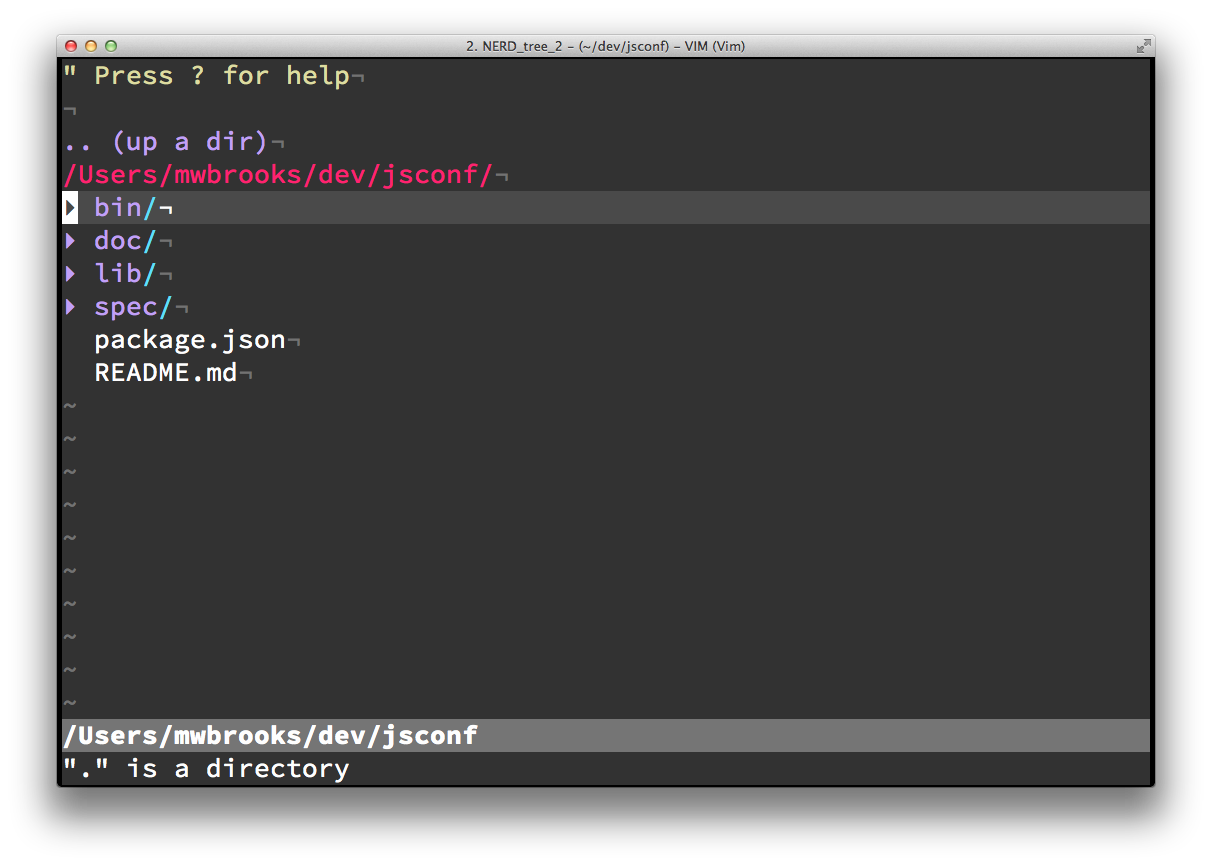 2. NERD_tree_2 – (~/dev/jsconf) – VIM (Vim)
" Press ? for help¬
¬
.. (up a dir)¬
/Users/mwbrooks/dev/jsconf/¬
▸ bin/¬
▸ doc/¬
▸ lib/¬
▸ spec/¬
package.json¬
README.md¬
~
~
~
~
~
~
~
~
~
~
/Users/mwbrooks/dev/jsconf
"." is a directory